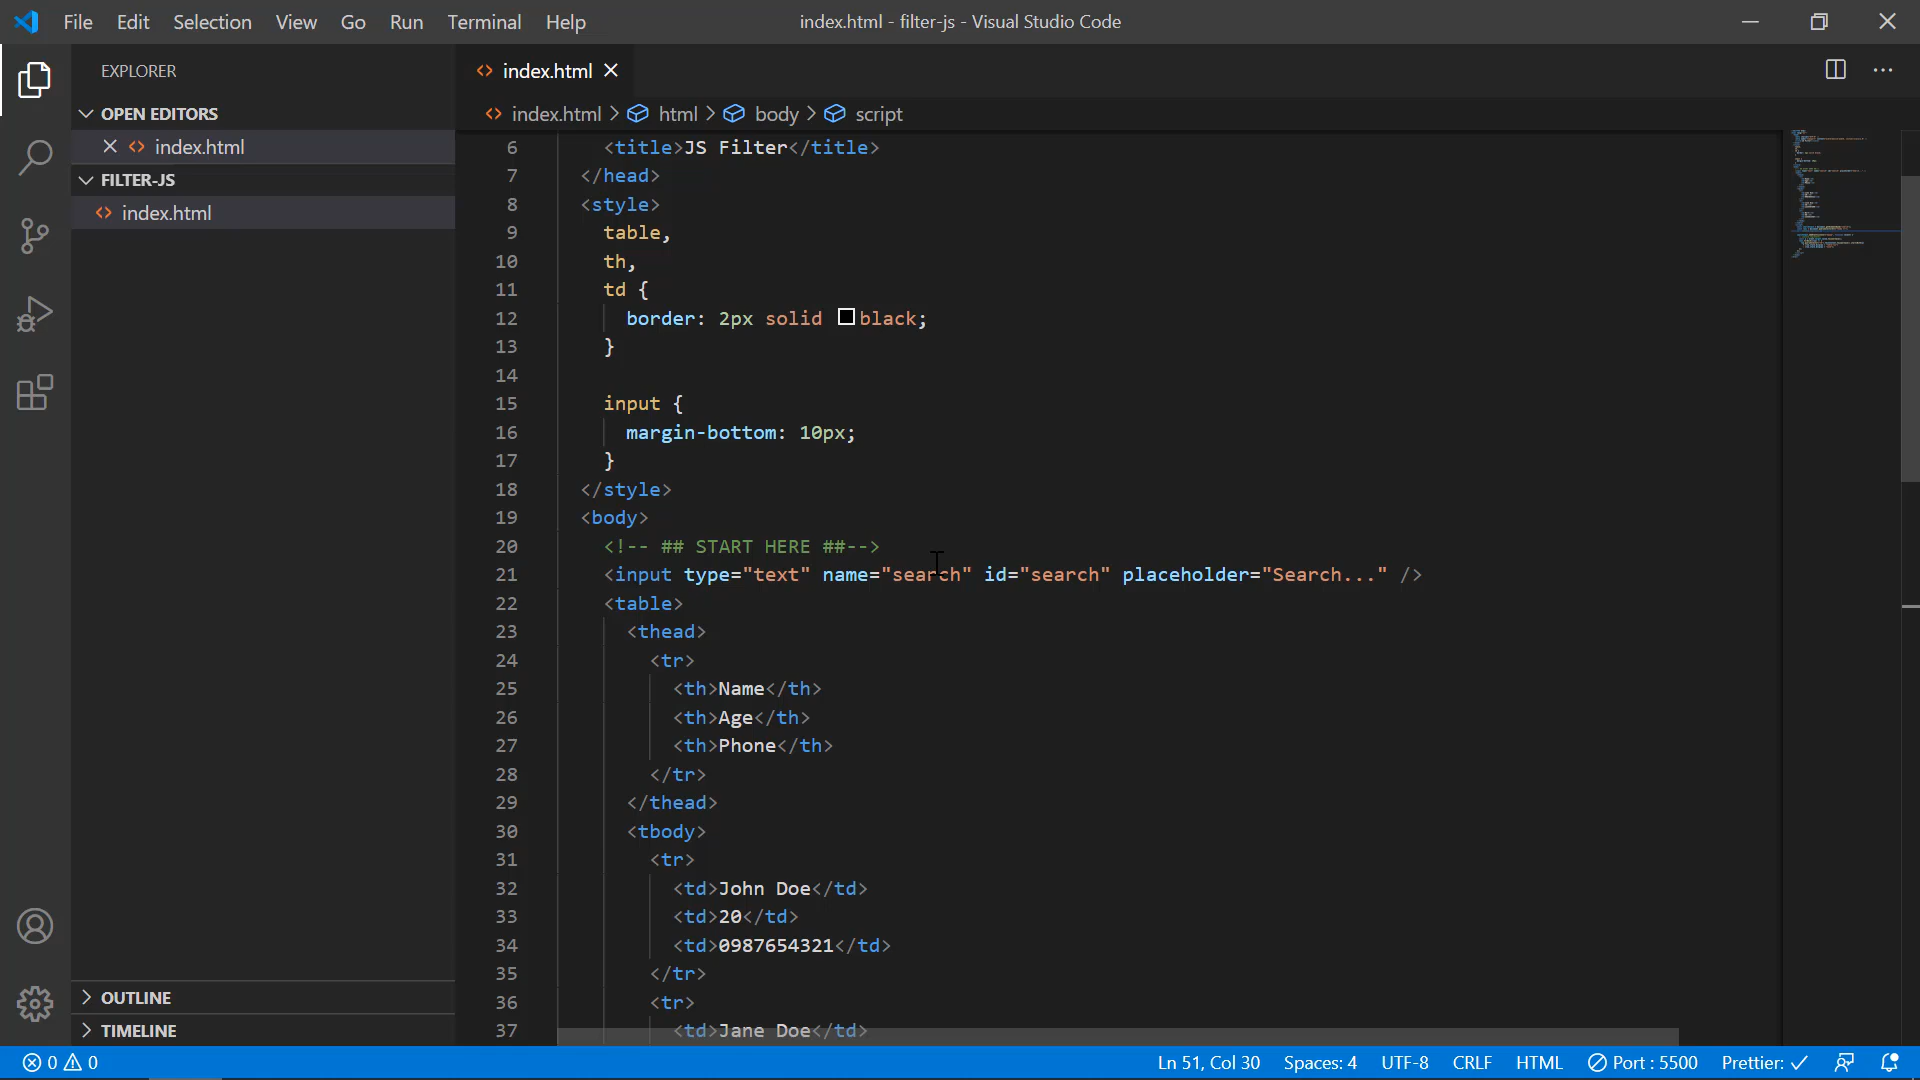 File Edit Selection View Go Run Terminal Help
index.html - filter-js - Visual Studio Code
EXPLORER
OPEN EDITORS
index.html
FILTER-JS
index.html
OUTLINE
TIMELINE
index.html
index.html > html > body > script
6 <title>JS Filter</title>
7 </head>
8 <style>
9 table,
10 th,
11 td {
12 border: 2px solid black;
13 }
14
15 input {
16 margin-bottom: 10px;
17 }
18 </style>
19 <body>
20 <!-- ## START HERE ##-->
21 <input type="text" name="search" id="search" placeholder="Search..." />
22 <table>
23 <thead>
24 <tr>
25 <th>Name</th>
26 <th>Age</th>
27 <th>Phone</th>
28 </tr>
29 </thead>
30 <tbody>
31 <tr>
32 <td>John Doe</td>
33 <td>20</td>
34 <td>0987654321</td>
35 </tr>
36 <tr>
37 <td>Jane Doe</td>
0 0 Ln 51, Col 30 Spaces: 4 UTF-8 CRLF HTML Port : 5500 Prettier: ✓